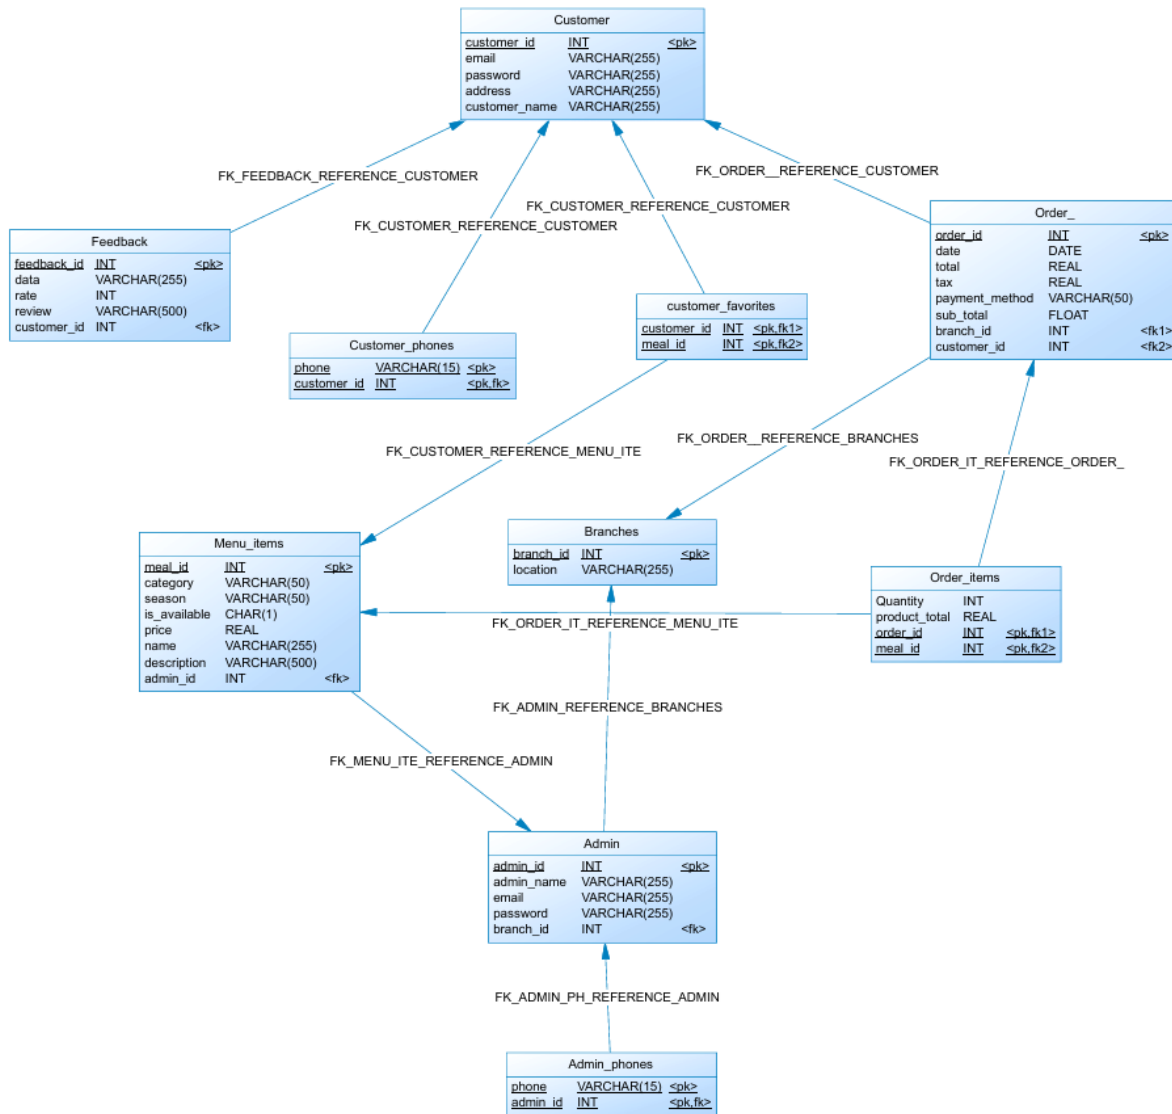 Customer
customer_id INT <pk>
email VARCHAR(255)
password VARCHAR(255)
address VARCHAR(255)
customer_name VARCHAR(255)
FK_FEEDBACK_REFERENCE_CUSTOMER
FK_ORDER__REFERENCE_CUSTOMER
FK_CUSTOMER_REFERENCE_CUSTOMER
FK_CUSTOMER_REFERENCE_CUSTOMER
Feedback
feedback_id INT <pk>
data VARCHAR(255)
rate INT
review VARCHAR(500)
customer_id INT <fk>
Order_
order_id INT <pk>
date DATE
total REAL
tax REAL
payment_method VARCHAR(50)
sub_total FLOAT
branch_id INT <fk1>
customer_id INT <fk2>
customer_favorites
customer_id INT <pk,fk1>
meal_id INT <pk,fk2>
Customer_phones
phone VARCHAR(15) <pk>
customer_id INT <pk,fk>
FK_ORDER__REFERENCE_BRANCHES
FK_CUSTOMER_REFERENCE_MENU_ITE
FK_ORDER_IT_REFERENCE_ORDER_
Branches
branch_id INT <pk>
location VARCHAR(255)
Menu_items
meal_id INT <pk>
category VARCHAR(50)
season VARCHAR(50)
is_available CHAR(1)
price REAL
name VARCHAR(255)
description VARCHAR(500)
admin_id INT <fk>
Order_items
Quantity INT
product_total REAL
order_id INT <pk,fk1>
meal_id INT <pk,fk2>
FK_ORDER_IT_REFERENCE_MENU_ITE
FK_ADMIN_REFERENCE_BRANCHES
FK_MENU_ITE_REFERENCE_ADMIN
Admin
admin_id INT <pk>
admin_name VARCHAR(255)
email VARCHAR(255)
password VARCHAR(255)
branch_id INT <fk>
FK_ADMIN_PH_REFERENCE_ADMIN
Admin_phones
phone VARCHAR(15) <pk>
admin_id INT <pk,fk>